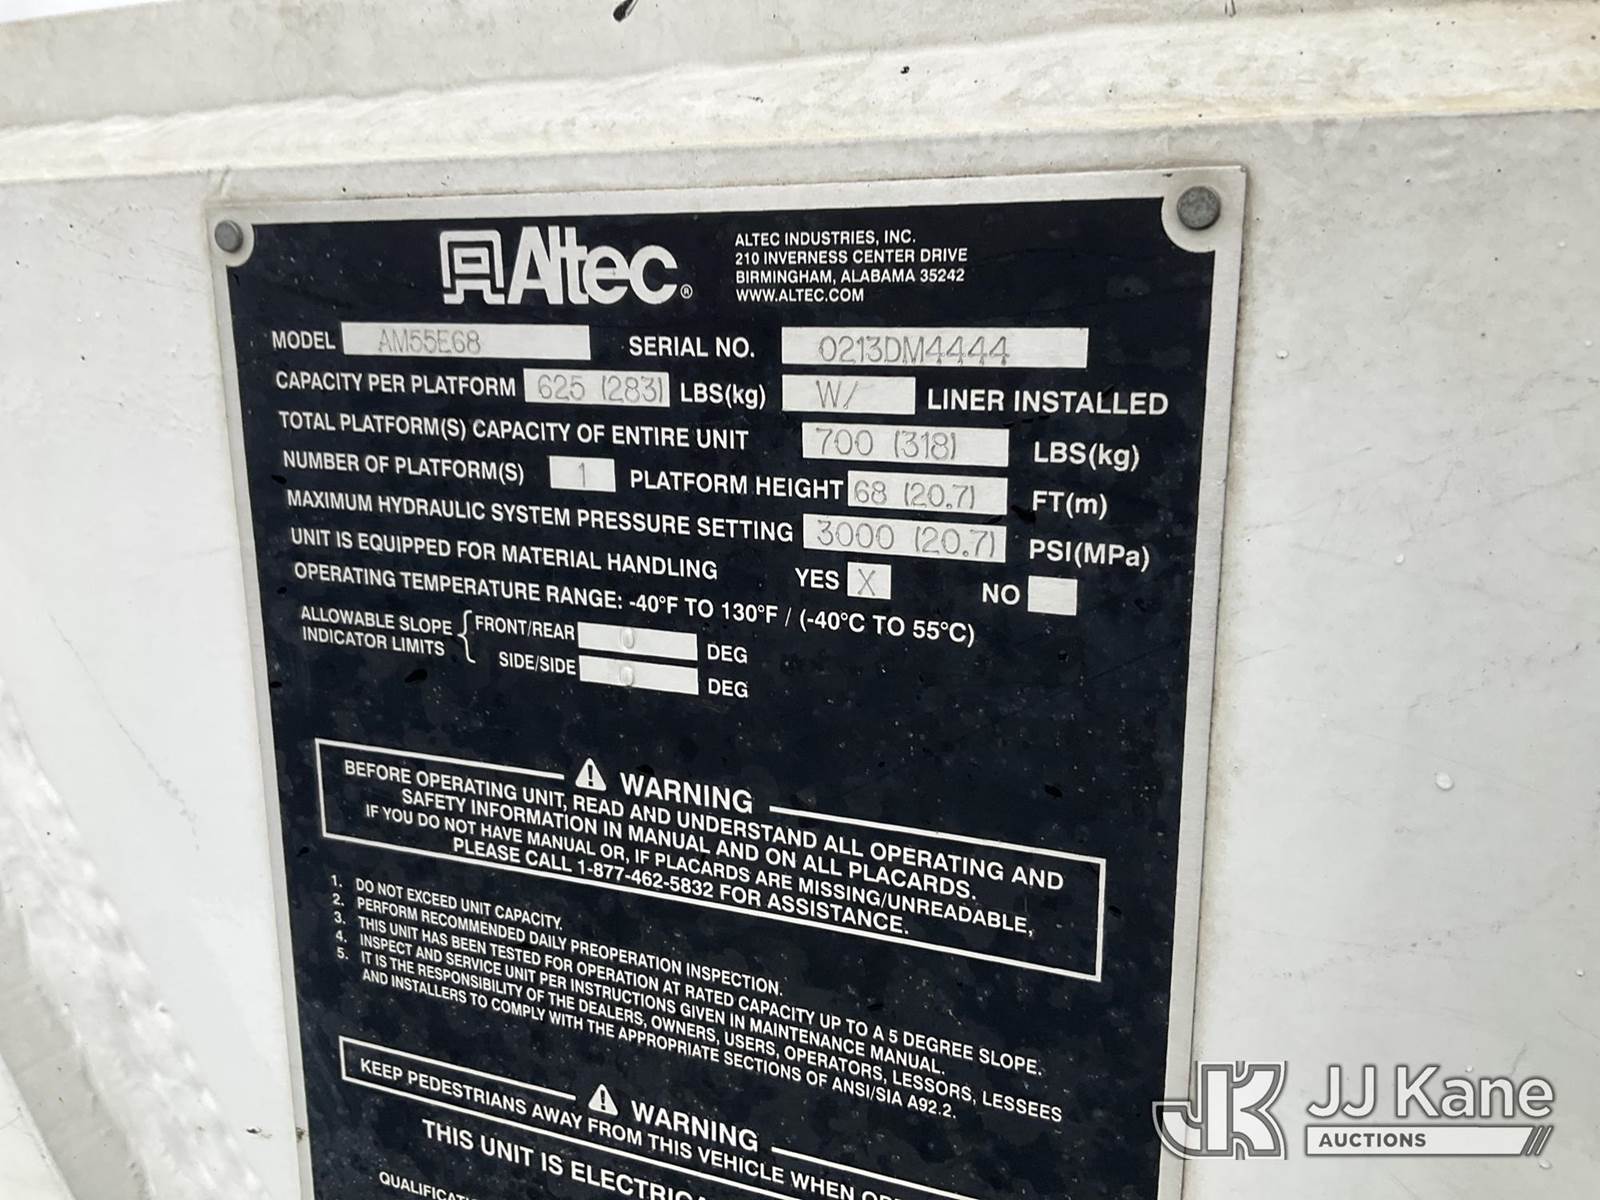 Altec®
ALTEC INDUSTRIES, INC.
210 INVERNESS CENTER DRIVE
BIRMINGHAM, ALABAMA 35242
WWW.ALTEC.COM
MODEL AM55E68 SERIAL NO. 0213DM4444
CAPACITY PER PLATFORM 625 (283) LBS(kg) W/ LINER INSTALLED
TOTAL PLATFORM(S) CAPACITY OF ENTIRE UNIT 700 (318) LBS(kg)
NUMBER OF PLATFORM(S) 1 PLATFORM HEIGHT 68 (20.7) FT(m)
MAXIMUM HYDRAULIC SYSTEM PRESSURE SETTING 3000 (20.7) PSI(MPa)
UNIT IS EQUIPPED FOR MATERIAL HANDLING YES X NO
OPERATING TEMPERATURE RANGE: -40°F TO 130°F / (-40°C TO 55°C)
ALLOWABLE SLOPE INDICATOR LIMITS { FRONT/REAR 0 DEG
SIDE/SIDE 0 DEG
WARNING
BEFORE OPERATING UNIT, READ AND UNDERSTAND ALL OPERATING AND
SAFETY INFORMATION IN MANUAL AND ON ALL PLACARDS.
IF YOU DO NOT HAVE MANUAL OR, IF PLACARDS ARE MISSING/UNREADABLE,
PLEASE CALL 1-877-462-5832 FOR ASSISTANCE.
1. DO NOT EXCEED UNIT CAPACITY.
2. PERFORM RECOMMENDED DAILY PREOPERATION INSPECTION.
3. THIS UNIT HAS BEEN TESTED FOR OPERATION AT RATED CAPACITY UP TO A 5 DEGREE SLOPE.
4. INSPECT AND SERVICE UNIT PER INSTRUCTIONS GIVEN IN MAINTENANCE MANUAL.
5. IT IS THE RESPONSIBILITY OF THE DEALERS, OWNERS, USERS, OPERATORS, LESSORS, LESSEES
AND INSTALLERS TO COMPLY WITH THE APPROPRIATE SECTIONS OF ANSI/SIA A92.2.
WARNING
KEEP PEDESTRIANS AWAY FROM THIS VEHICLE WHEN
THIS UNIT IS
JJ Kane
AUCTIONS